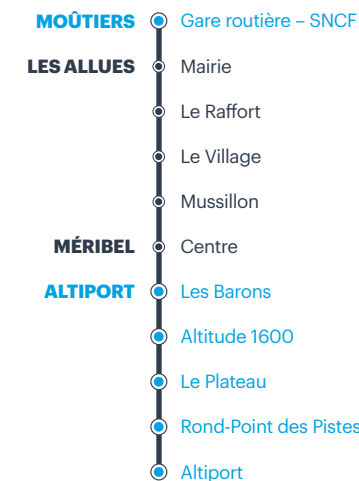 MOÛTIERS Gare routière – SNCF
LES ALLUES Mairie
Le Raffort
Le Village
Mussillon
MÉRIBEL Centre
ALTIPORT Les Barons
Altitude 1600
Le Plateau
Rond-Point des Pistes
Altiport